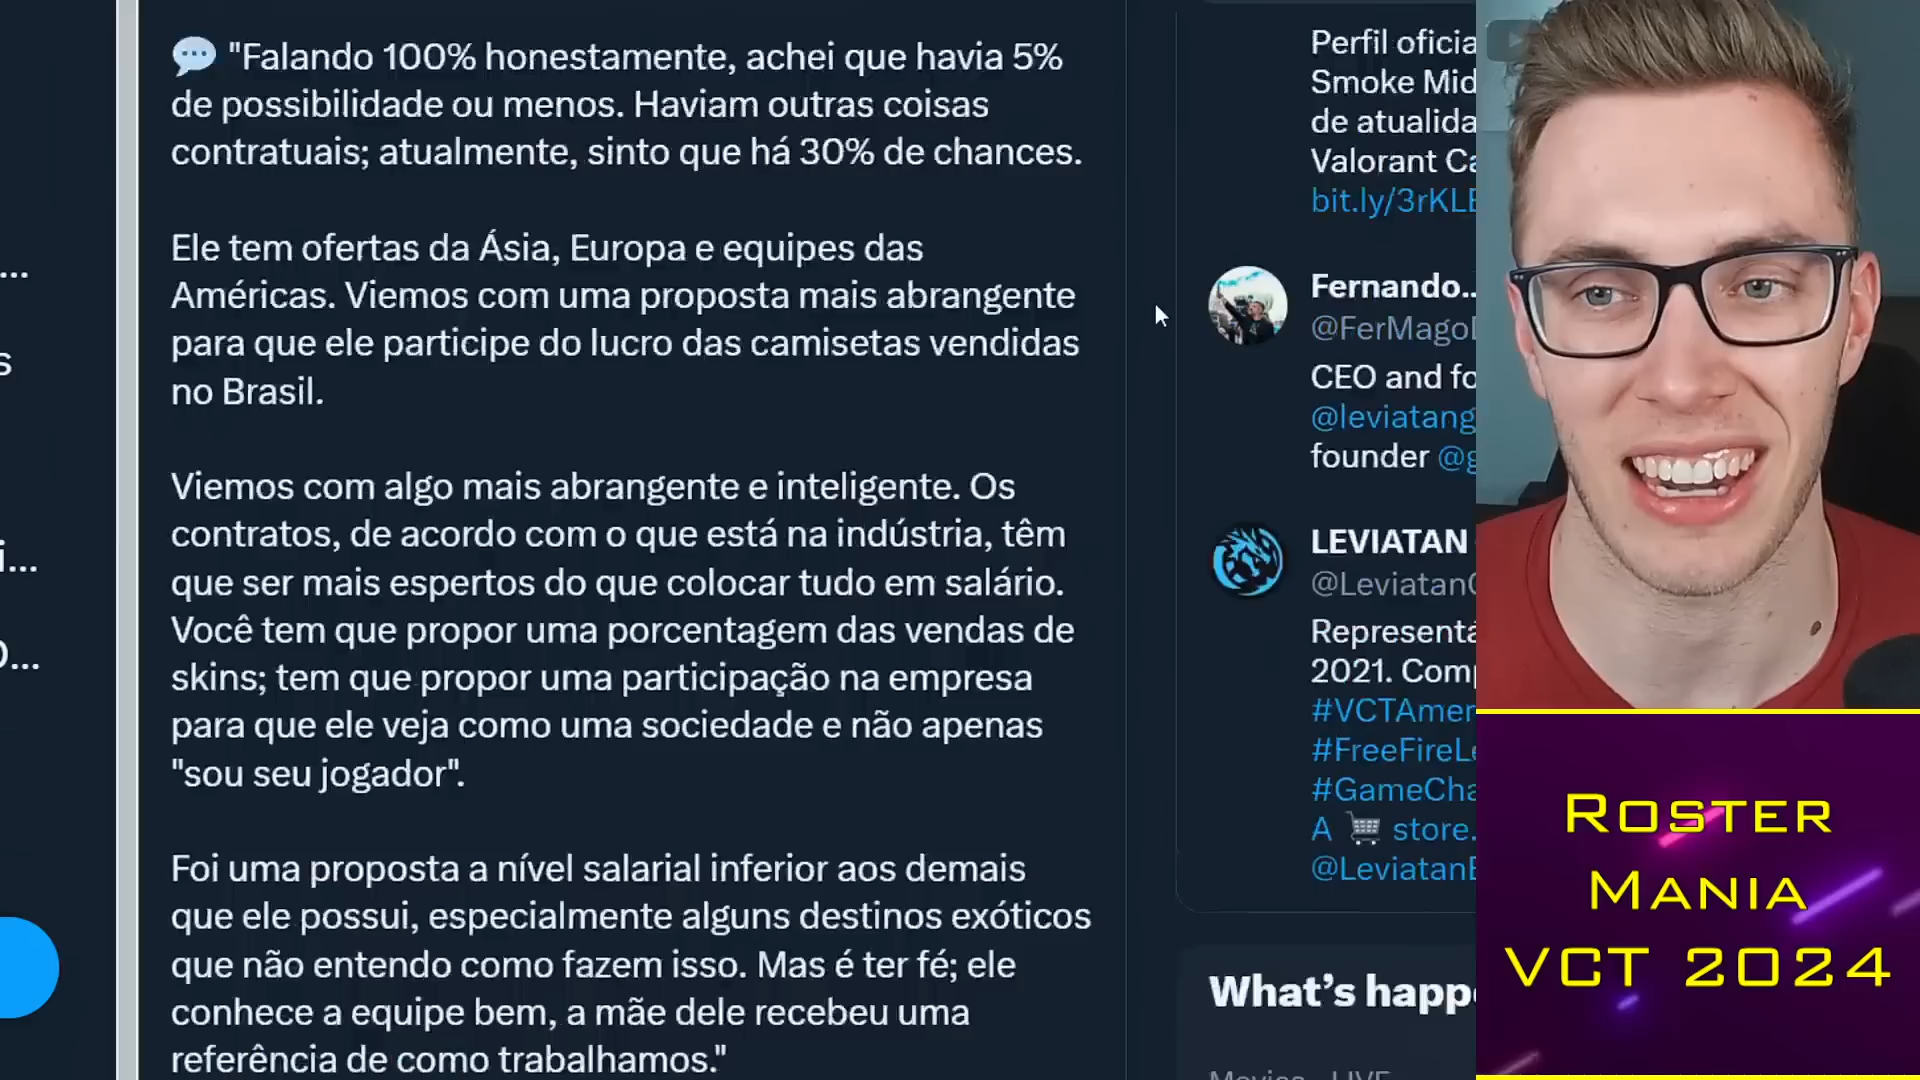 💬 "Falando 100% honestamente, achei que havia 5%
de possibilidade ou menos. Haviam outras coisas
contratuais; atualmente, sinto que há 30% de chances.
Ele tem ofertas da Ásia, Europa e equipes das
Américas. Viemos com uma proposta mais abrangente
para que ele participe do lucro das camisetas vendidas
no Brasil.
Viemos com algo mais abrangente e inteligente. Os
contratos, de acordo com o que está na indústria, têm
que ser mais espertos do que colocar tudo em salário.
Você tem que propor uma porcentagem das vendas de
skins; tem que propor uma participação na empresa
para que ele veja como uma sociedade e não apenas
"sou seu jogador".
Foi uma proposta a nível salarial inferior aos demais
que ele possui, especialmente alguns destinos exóticos
que não entendo como fazem isso. Mas é ter fé; ele
conhece a equipe bem, a mãe dele recebeu uma
referência de como trabalhamos."
Perfil oficia
Smoke Mid
de atualida
Valorant Ca
bit.ly/3rKLE
Fernando..
@FerMago
CEO and fo
@leviatang
founder @g
LEVIATAN
@Leviatan
Representa
2021. Comp
#VCTAmer
#FreeFireLe
#GameCha
A 🛒 store.
@Leviatan
What's happe
ROSTER
MANIA
VCT 2024